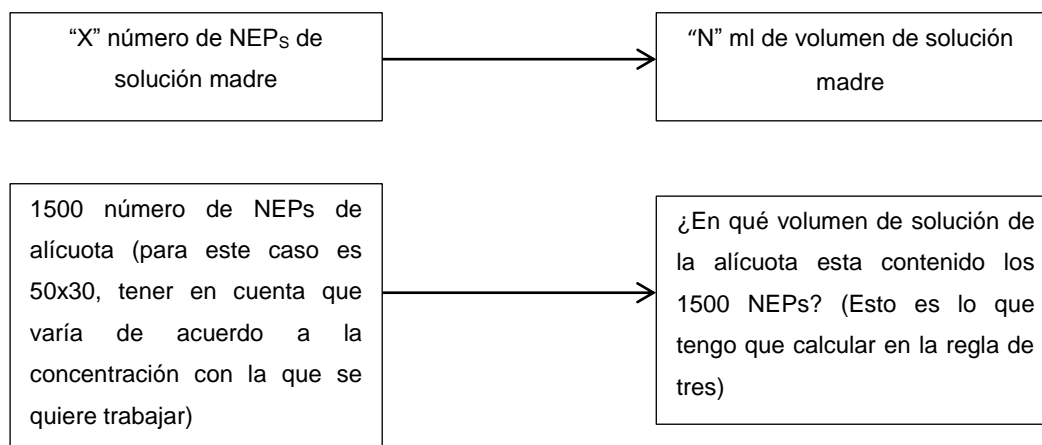 “X” número de NEPs de
solución madre
“N” ml de volumen de solución
madre
1500 número de NEPs de
alícuota (para este caso es
50x30, tener en cuenta que
varía de acuerdo a la
concentración con la que se
quiere trabajar)
¿En qué volumen de solución de
la alícuota esta contenido los
1500 NEPs? (Esto es lo que
tengo que calcular en la regla de
tres)